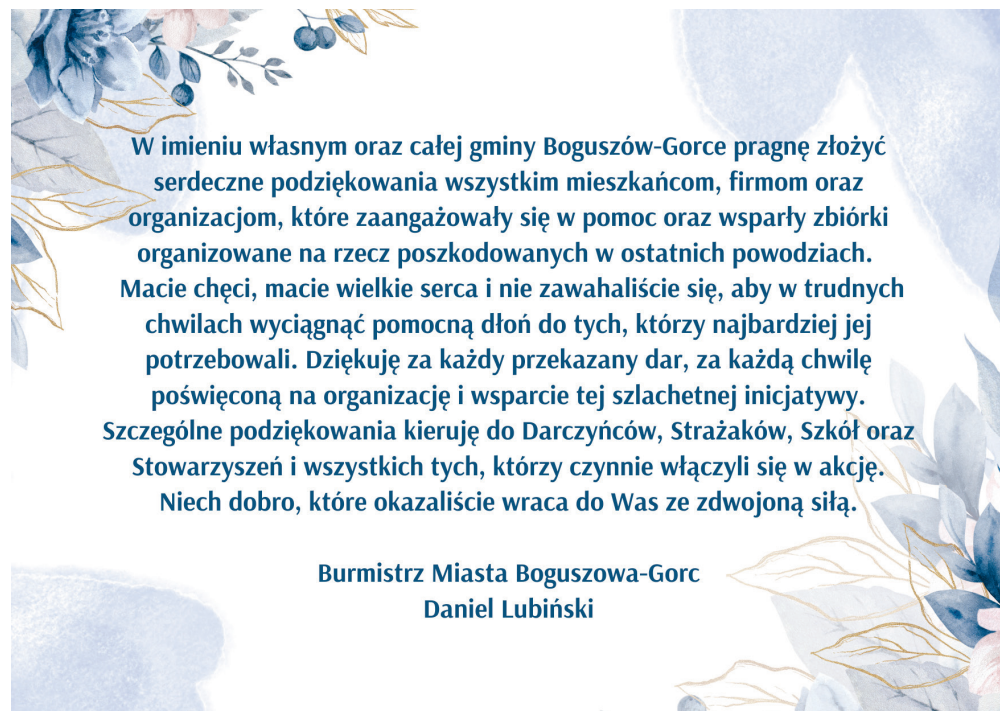 W imieniu własnym oraz całej gminy Boguszów-Gorce pragnę złożyć
serdeczne podziękowania wszystkim mieszkańcom, firmom oraz
organizacjom, które zaangażowały się w pomoc oraz wsparły zbiórki
organizowane na rzecz poszkodowanych w ostatnich powodziach.
Macie chęci, macie wielkie serca i nie zawahaliście się, aby w trudnych
chwilach wyciągnąć pomocną dłoń do tych, którzy najbardziej jej
potrzebowali. Dziękuję za każdy przekazany dar, za każdą chwilę
poświęconą na organizację i wsparcie tej szlachetnej inicjatywy.
Szczególne podziękowania kieruję do Darczyńców, Strażaków, Szkół oraz
Stowarzyszeń i wszystkich tych, którzy czynnie włączyli się w akcję.
Niech dobro, które okazaliście wraca do Was ze zdwojoną siłą.
Burmistrz Miasta Boguszowa-Gorc
Daniel Lubiński